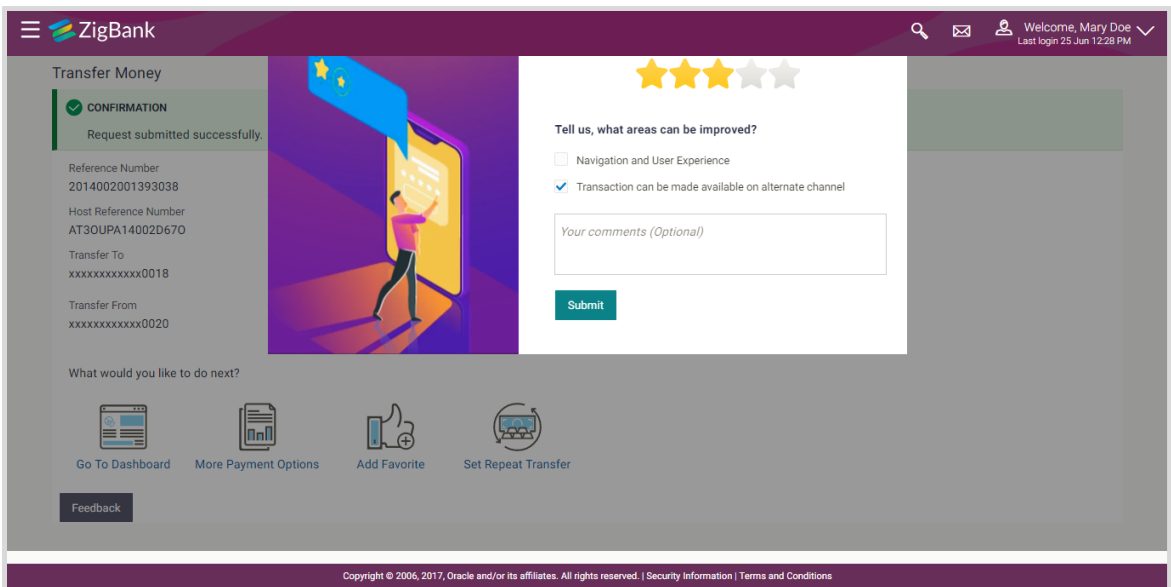 ZigBank
Welcome, Mary Doe
Last login 25 Jun 12:28 PM
Transfer Money
CONFIRMATION
Request submitted successfully.
Reference Number
2014002001393038
Host Reference Number
AT3OUPA14002D67O
Transfer To
xxxxxxxxxxxx0018
Transfer From
xxxxxxxxxxxx0020
Tell us, what areas can be improved?
Navigation and User Experience
Transaction can be made available on alternate channel
Your comments (Optional)
Submit
What would you like to do next?
Go To Dashboard
More Payment Options
Add Favorite
Set Repeat Transfer
Feedback
Copyright © 2006, 2017, Oracle and/or its affiliates. All rights reserved. | Security Information | Terms and Conditions